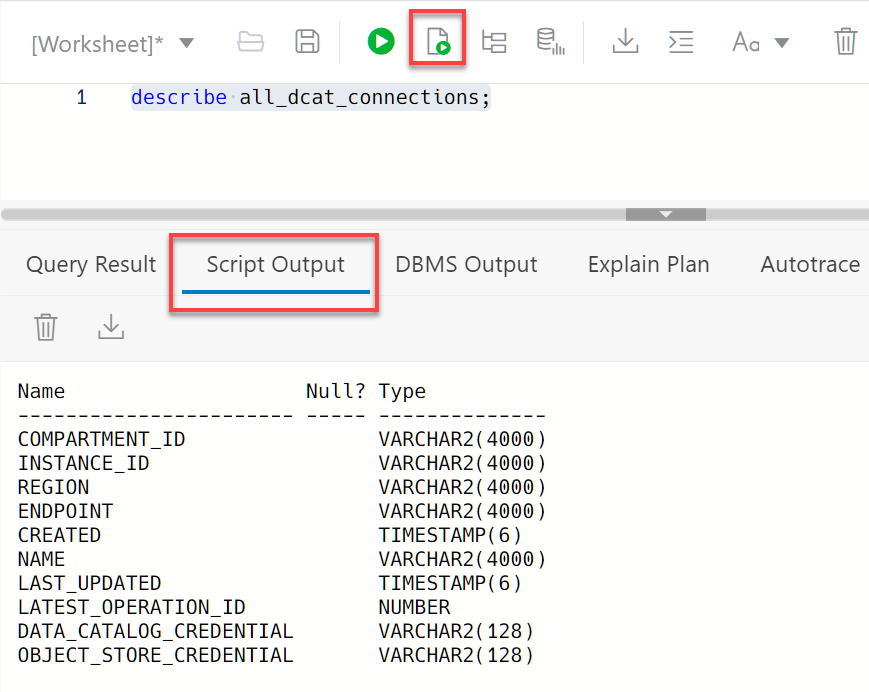 [Worksheet]* Aa
1 describe all_dcat_connections;
Query Result Script Output DBMS Output Explain Plan Autotrace
Name                    Null? Type
----------------------- ----- --------------
COMPARTMENT_ID                VARCHAR2(4000)
INSTANCE_ID                   VARCHAR2(4000)
REGION                        VARCHAR2(4000)
ENDPOINT                      VARCHAR2(4000)
CREATED                       TIMESTAMP(6)
NAME                          VARCHAR2(4000)
LAST_UPDATED                  TIMESTAMP(6)
LATEST_OPERATION_ID           NUMBER
DATA_CATALOG_CREDENTIAL       VARCHAR2(128)
OBJECT_STORE_CREDENTIAL       VARCHAR2(128)